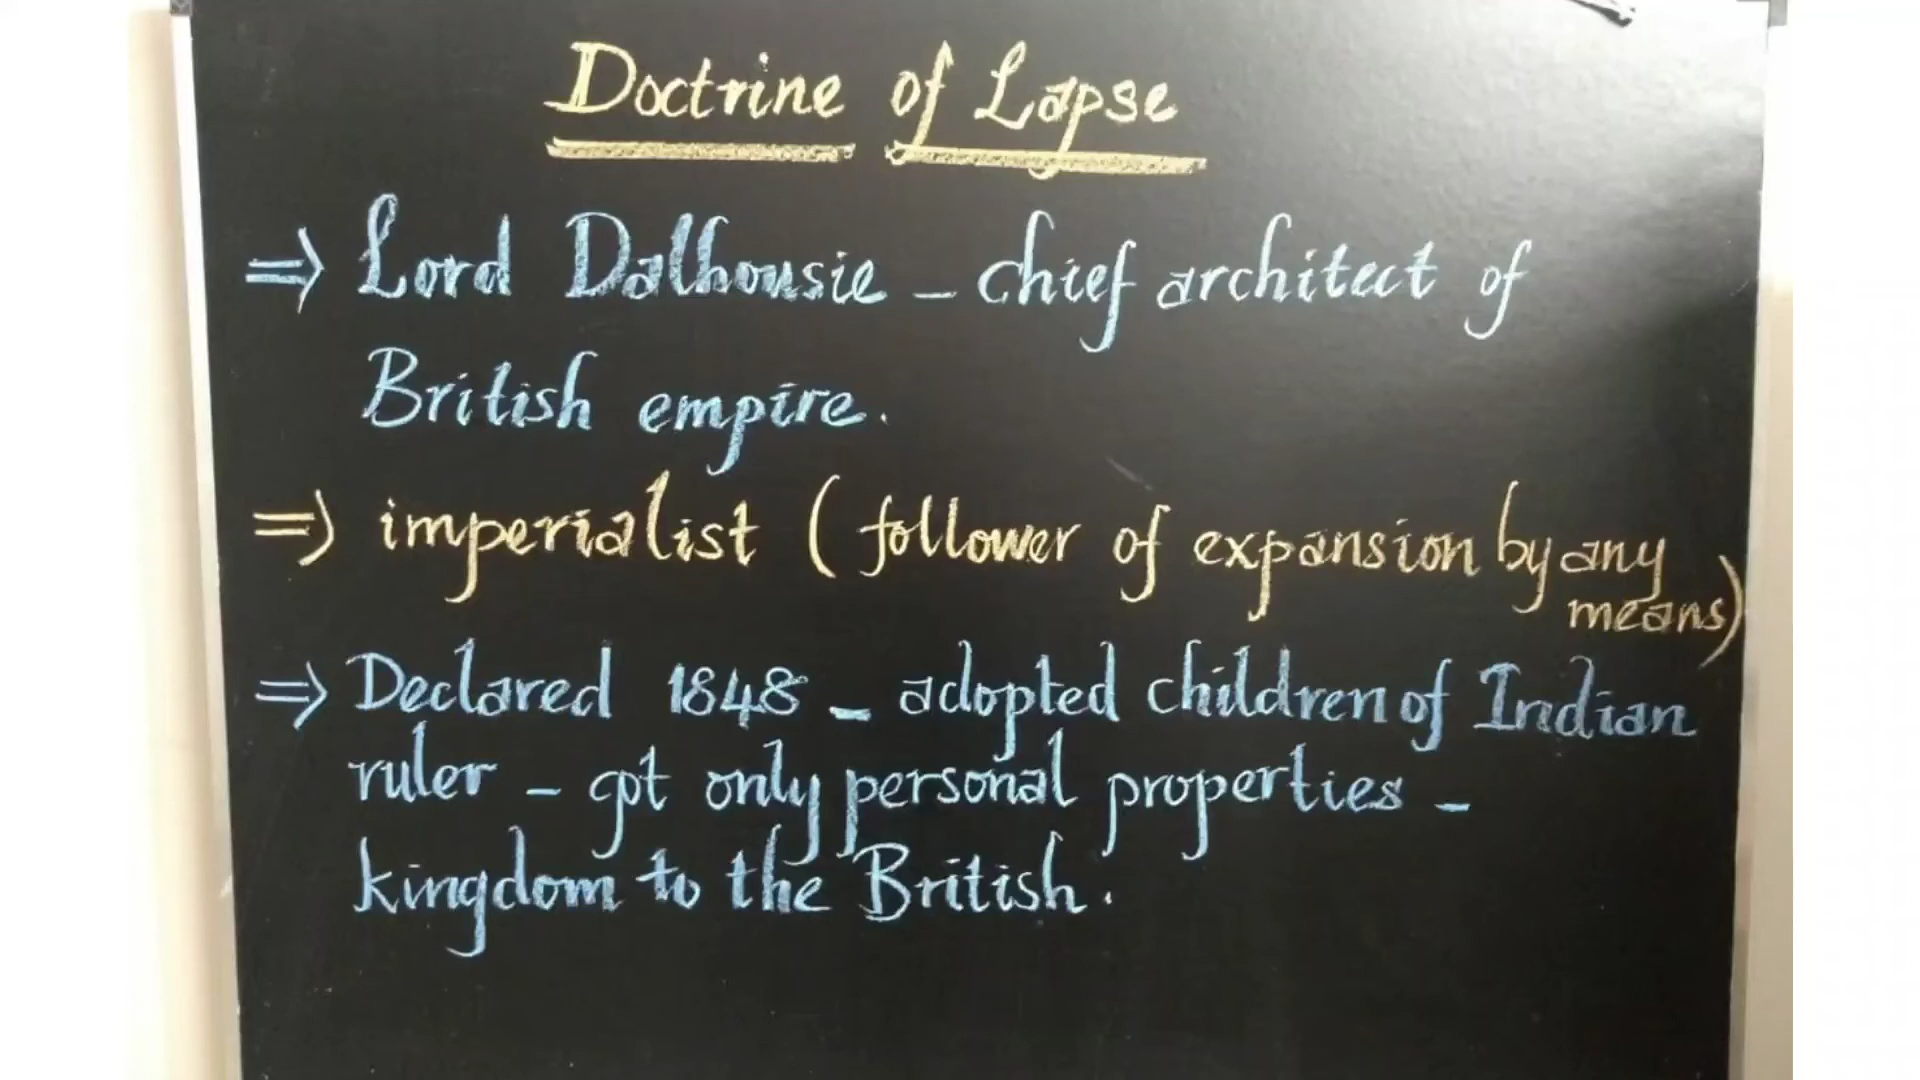 Doctrine of Lapse
⇒ Lord Dalhousie – chief architect of
British empire.
⇒ imperialist ( follower of expansion by any
means)
⇒ Declared 1848 – adopted children of Indian
ruler – got only personal properties –
kingdom to the British.